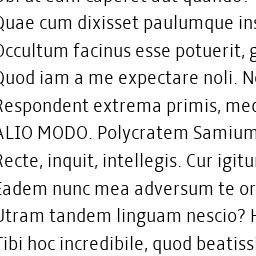 Quae cum dixisset paulumque ins
Occultum facinus esse potuerit, g
Quod iam a me expectare noli. N
Respondent extrema primis, med
ALIO MODO. Polycratem Samium
Recte, inquit, intellegis. Cur igitu
Eadem nunc mea adversum te or
Utram tandem linguam nescio? H
Tibi hoc incredibile, quod beatiss